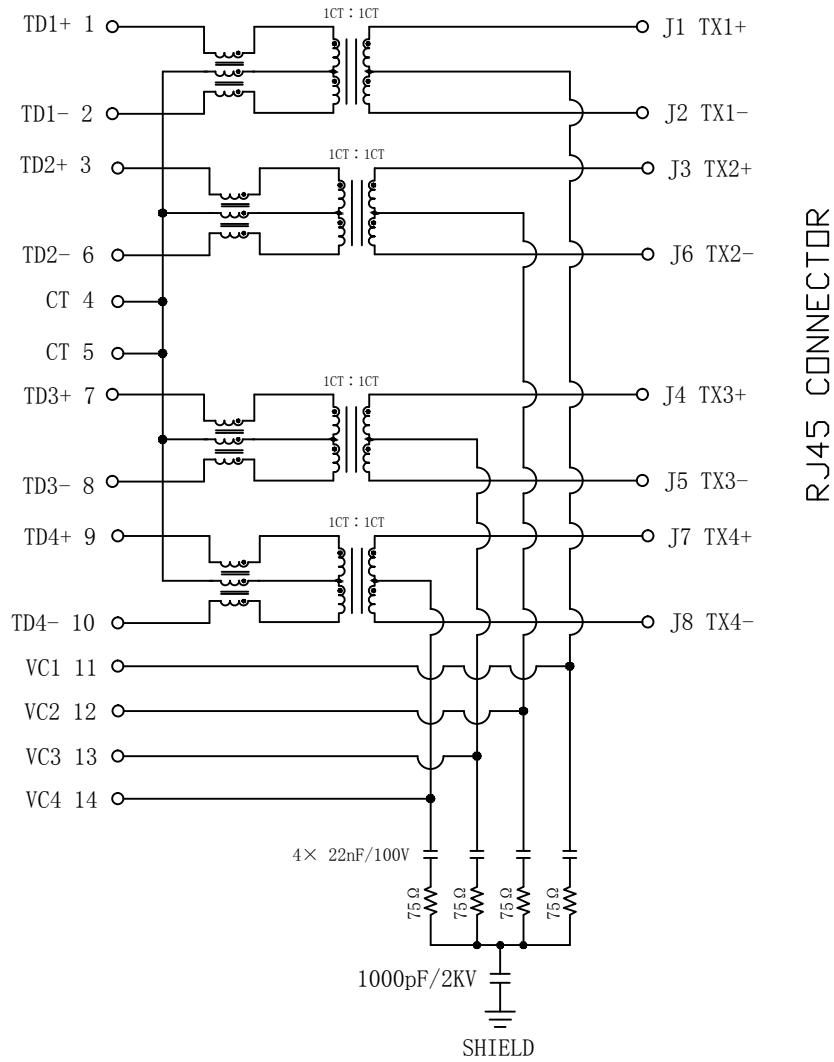 1CT : 1CT
TD1+ 1
J1 TX1+
TD1- 2
J2 TX1-
1CT : 1CT
TD2+ 3
J3 TX2+
TD2- 6
J6 TX2-
CT 4
CT 5
1CT : 1CT
TD3+ 7
J4 TX3+
TD3- 8
J5 TX3-
1CT : 1CT
TD4+ 9
J7 TX4+
TD4- 10
J8 TX4-
VC1 11
VC2 12
VC3 13
VC4 14
4× 22nF/100V
75Ω
75Ω
75Ω
75Ω
1000pF/2KV
SHIELD
RJ45 CONNECTOR